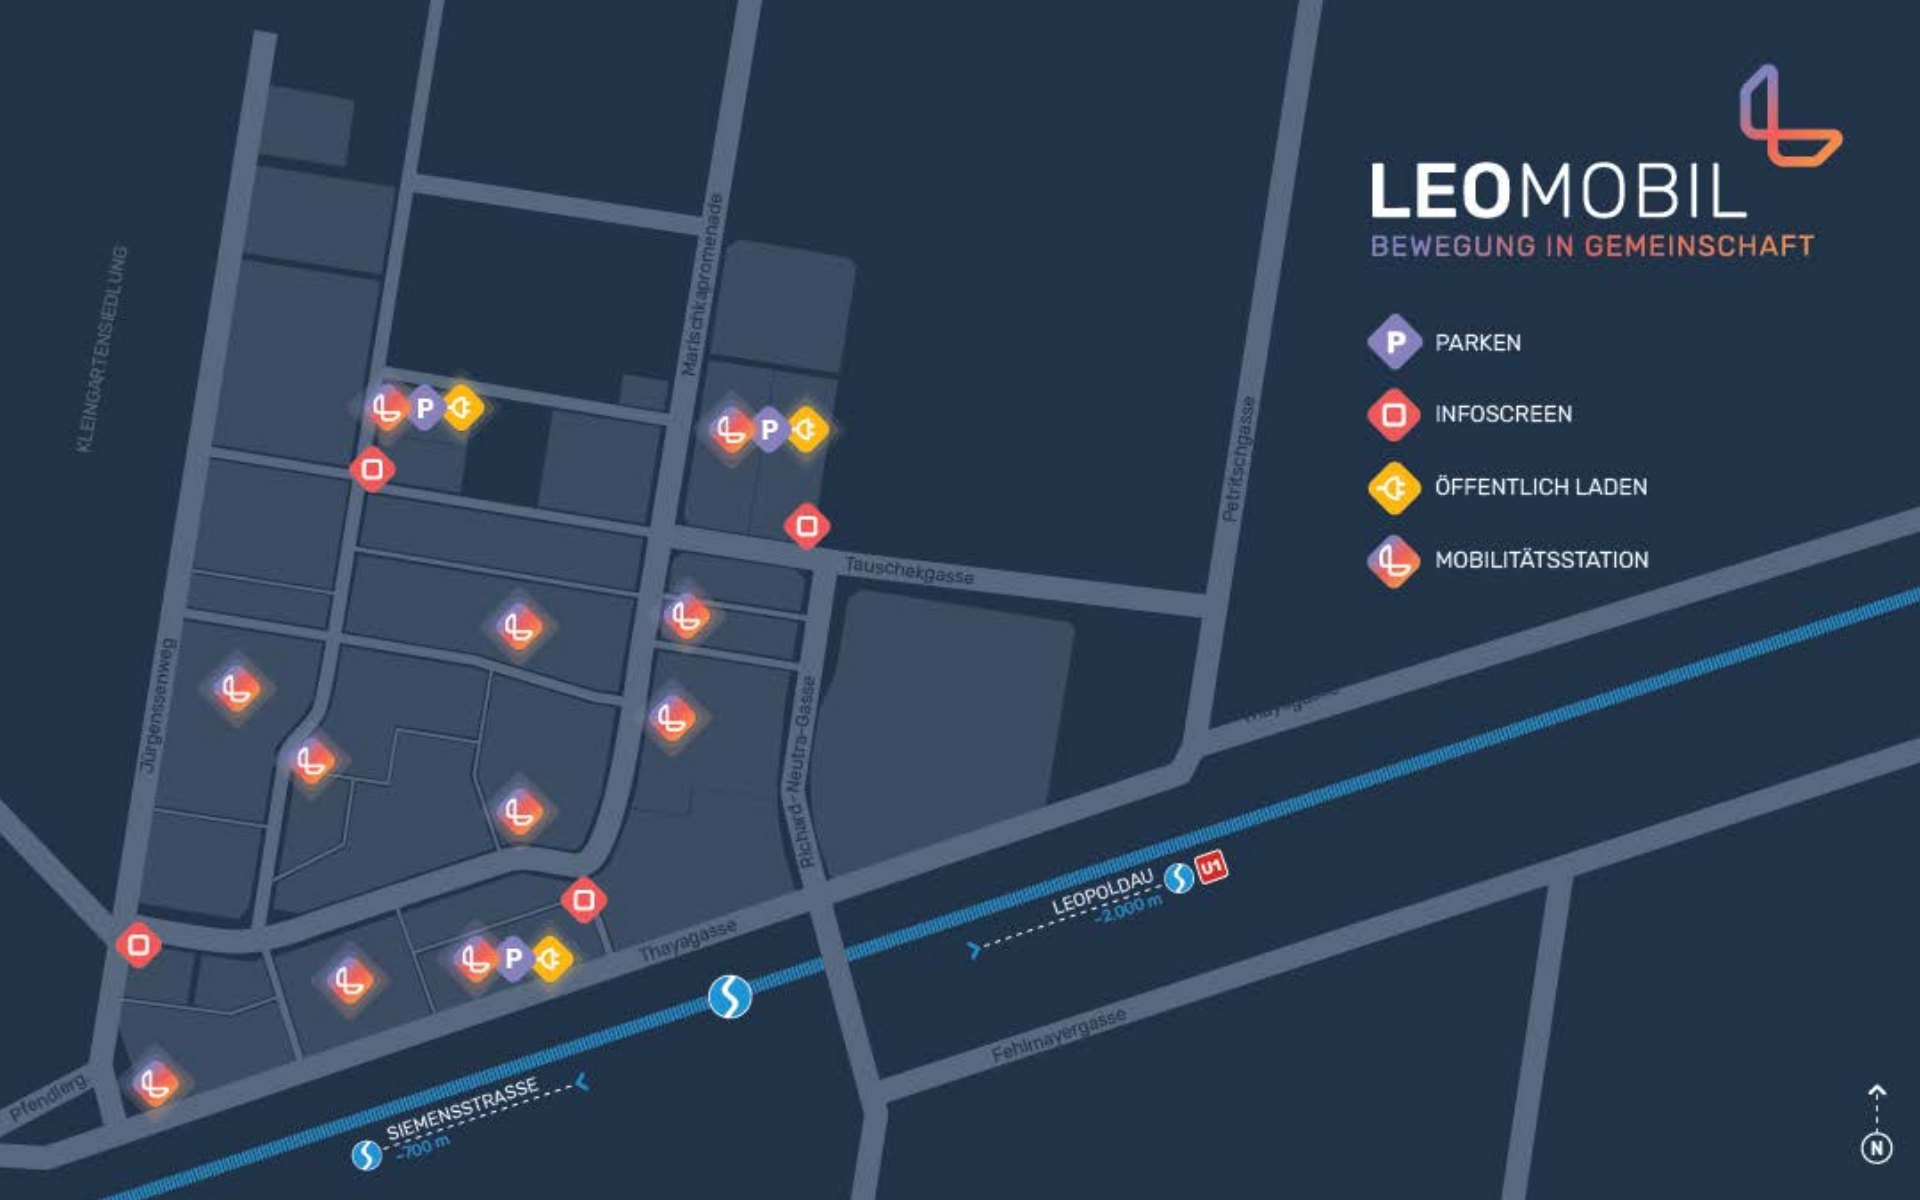 LEOMOBIL
BEWEGUNG IN GEMEINSCHAFT
P PARKEN
INFOSCREEN
ÖFFENTLICH LADEN
MOBILITÄTSSTATION
KLEINGARTENSIEDLUNG
Marischkapromenade
P
P
Petritschgasse
Tauschekgasse
Jürgenssenweg
Richard-Neutra-Gasse
Thayagasse
LEOPOLDAU
U1
~2,000 m
Thayagasse
P
Fehlmayergasse
Pfendlerg.
SIEMENSSTRASSE
~700 m
N